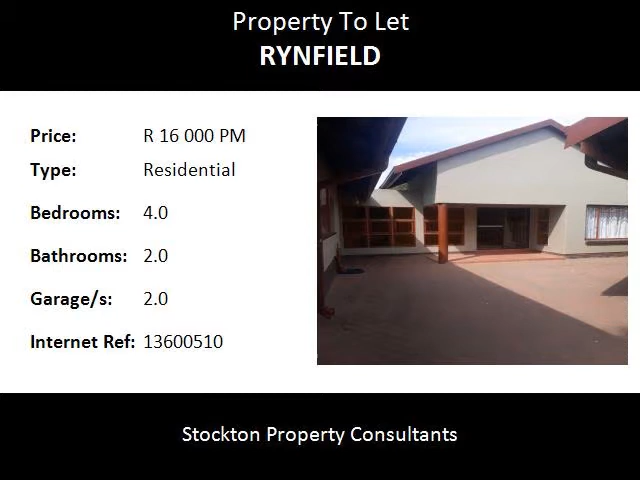 Property To Let
RYNFIELD
Price: R 16 000 PM
Type: Residential
Bedrooms: 4.0
Bathrooms: 2.0
Garage/s: 2.0
Internet Ref: 13600510
Stockton Property Consultants